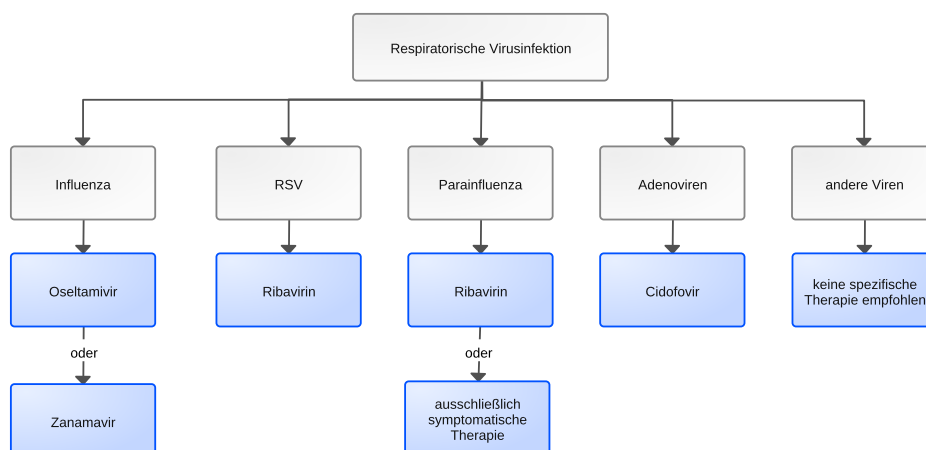 Respiratorische Virusinfektion
Influenza
RSV
Parainfluenza
Adenoviren
andere Viren
Oseltamivir
Ribavirin
Ribavirin
Cidofovir
keine spezifische
Therapie empfohlen
oder
oder
Zanamavir
ausschließlich
symptomatische
Therapie